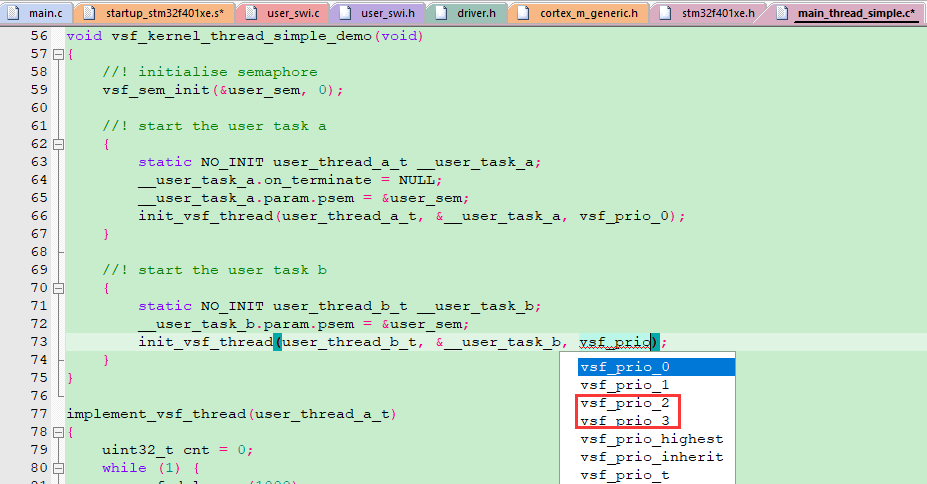 main.c startup_stm32f401xe.s* user_swi.c user_swi.h driver.h cortex_m_generic.h stm32f401xe.h main_thread_simple.c*
56 void vsf_kernel_thread_simple_demo(void)
57 {
58 //! initialise semaphore
59 vsf_sem_init(&user_sem, 0);
60
61 //! start the user task a
62 {
63 static NO_INIT user_thread_a_t __user_task_a;
64 __user_task_a.on_terminate = NULL;
65 __user_task_a.param.psem = &user_sem;
66 init_vsf_thread(user_thread_a_t, &__user_task_a, vsf_prio_0);
67 }
68
69 //! start the user task b
70 {
71 static NO_INIT user_thread_b_t __user_task_b;
72 __user_task_b.param.psem = &user_sem;
73 init_vsf_thread(user_thread_b_t, &__user_task_b, vsf_prio);
74 }
75 }
76
77 implement_vsf_thread(user_thread_a_t)
78 {
79 uint32_t cnt = 0;
80 while (1) {
vsf_prio_0
vsf_prio_1
vsf_prio_2
vsf_prio_3
vsf_prio_highest
vsf_prio_inherit
vsf_prio_t